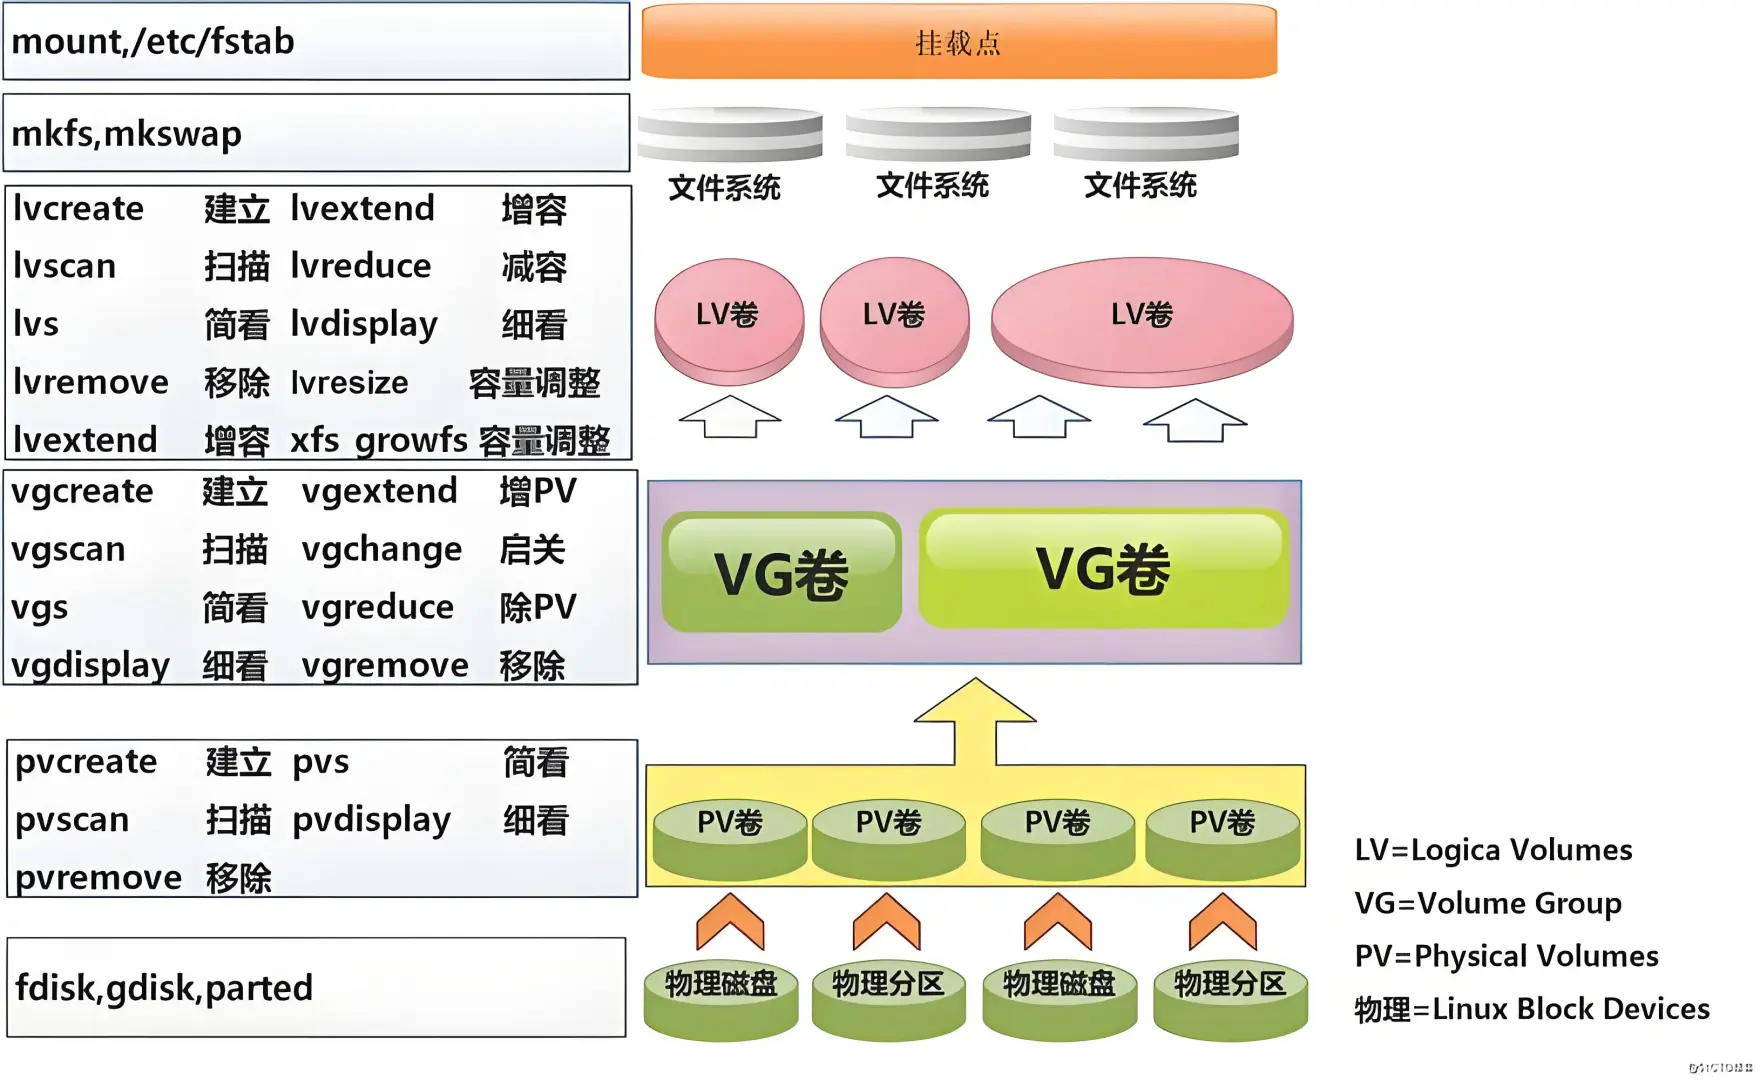 mount,/etc/fstab
挂载点
mkfs,mkswap
文件系统 文件系统 文件系统
lvcreate 建立 lvextend 增容
lvscan 扫描 lvreduce 减容
lvs 简看 lvdisplay 细看
lvremove 移除 lvresize 容量调整
lvextend 增容 xfs_growfs 容量调整
LV卷 LV卷 LV卷
vgcreate 建立 vgextend 增PV
vgscan 扫描 vgchange 启关
vgs 简看 vgreduce 除PV
vgdisplay 细看 vgremove 移除
VG卷 VG卷
pvcreate 建立 pvs 简看
pvscan 扫描 pvdisplay 细看
pvremove 移除
PV卷 PV卷 PV卷 PV卷
fdisk,gdisk,parted
物理磁盘 物理分区 物理磁盘 物理分区
LV=Logica Volumes
VG=Volume Group
PV=Physical Volumes
物理=Linux Block Devices